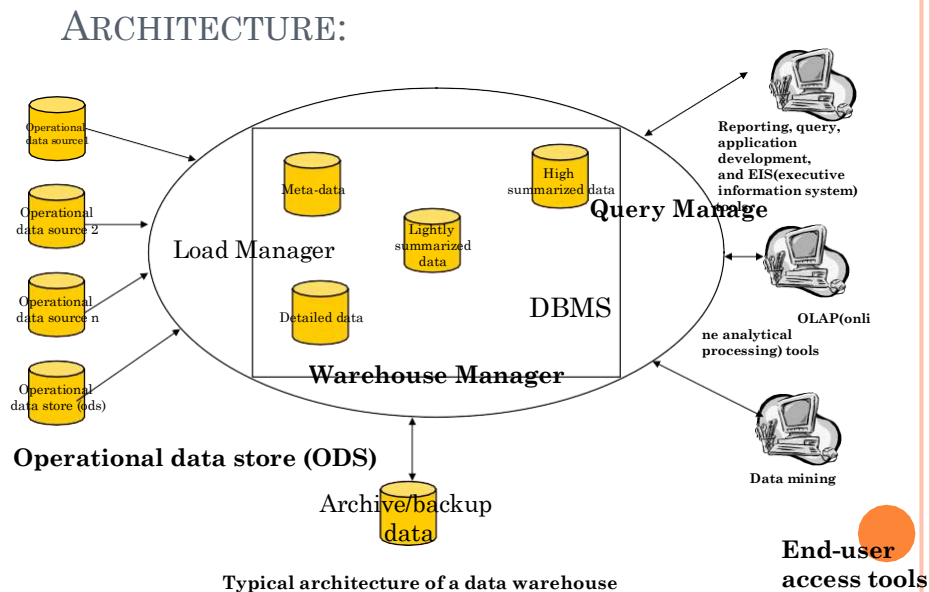 ARCHITECTURE:
Operational
data source1
Operational
data source 2
Operational
data source n
Operational
data store (ods)
Operational data store (ODS)
Load Manager
Meta-data
High
summarized data
Lightly
summarized
data
Detailed data
DBMS
Query Manage
Warehouse Manager
Archive/backup
data
Reporting, query,
application
development,
and EIS(executive
information system)
tools
OLAP(onli
ne analytical
processing) tools
Data mining
End-user
access tools
Typical architecture of a data warehouse